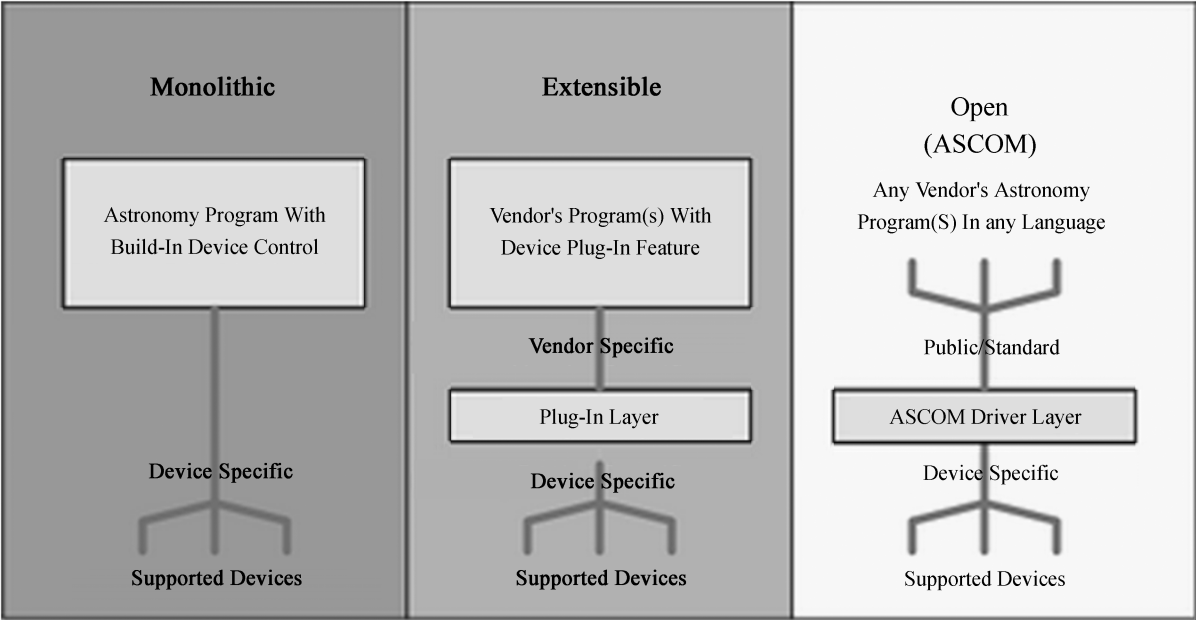 Monolithic
Astronomy Program With
Build-In Device Control
Device Specific
Supported Devices
Extensible
Vendor's Program(s) With
Device Plug-In Feature
Vendor Specific
Plug-In Layer
Device Specific
Supported Devices
Open
(ASCOM)
Any Vendor's Astronomy
Program(S) In any Language
Public/Standard
ASCOM Driver Layer
Device Specific
Supported Devices